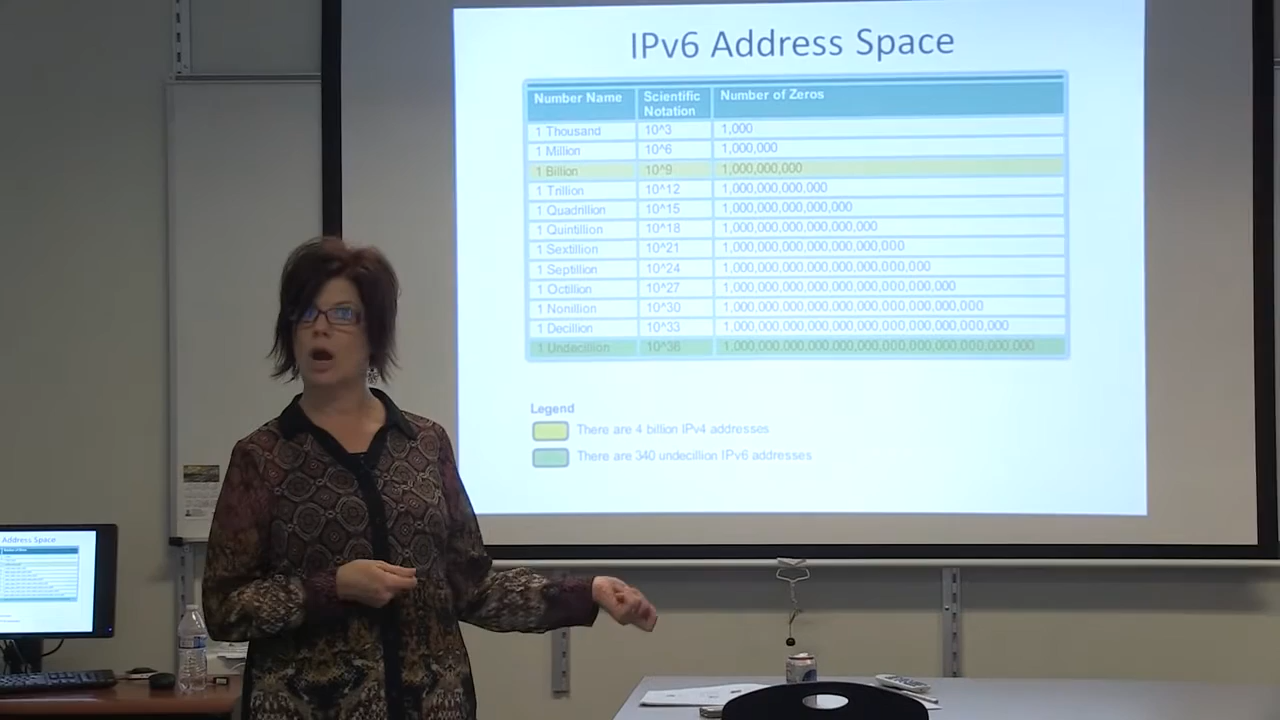 IPv6 Address Space
Number Name Scientific Notation Number of Zeros
1 Thousand 10^3 1,000
1 Million 10^6 1,000,000
1 Billion 10^9 1,000,000,000
1 Trillion 10^12 1,000,000,000,000
1 Quadrillion 10^15 1,000,000,000,000,000
1 Quintillion 10^18 1,000,000,000,000,000,000
1 Sextillion 10^21 1,000,000,000,000,000,000,000
1 Septillion 10^24 1,000,000,000,000,000,000,000,000
1 Octillion 10^27 1,000,000,000,000,000,000,000,000,000
1 Nonillion 10^30 1,000,000,000,000,000,000,000,000,000,000
1 Decillion 10^33 1,000,000,000,000,000,000,000,000,000,000,000
1 Undecillion 10^36 1,000,000,000,000,000,000,000,000,000,000,000,000
Legend
There are 4 billion IPv4 addresses
There are 340 undecillion IPv6 addresses
Address Space